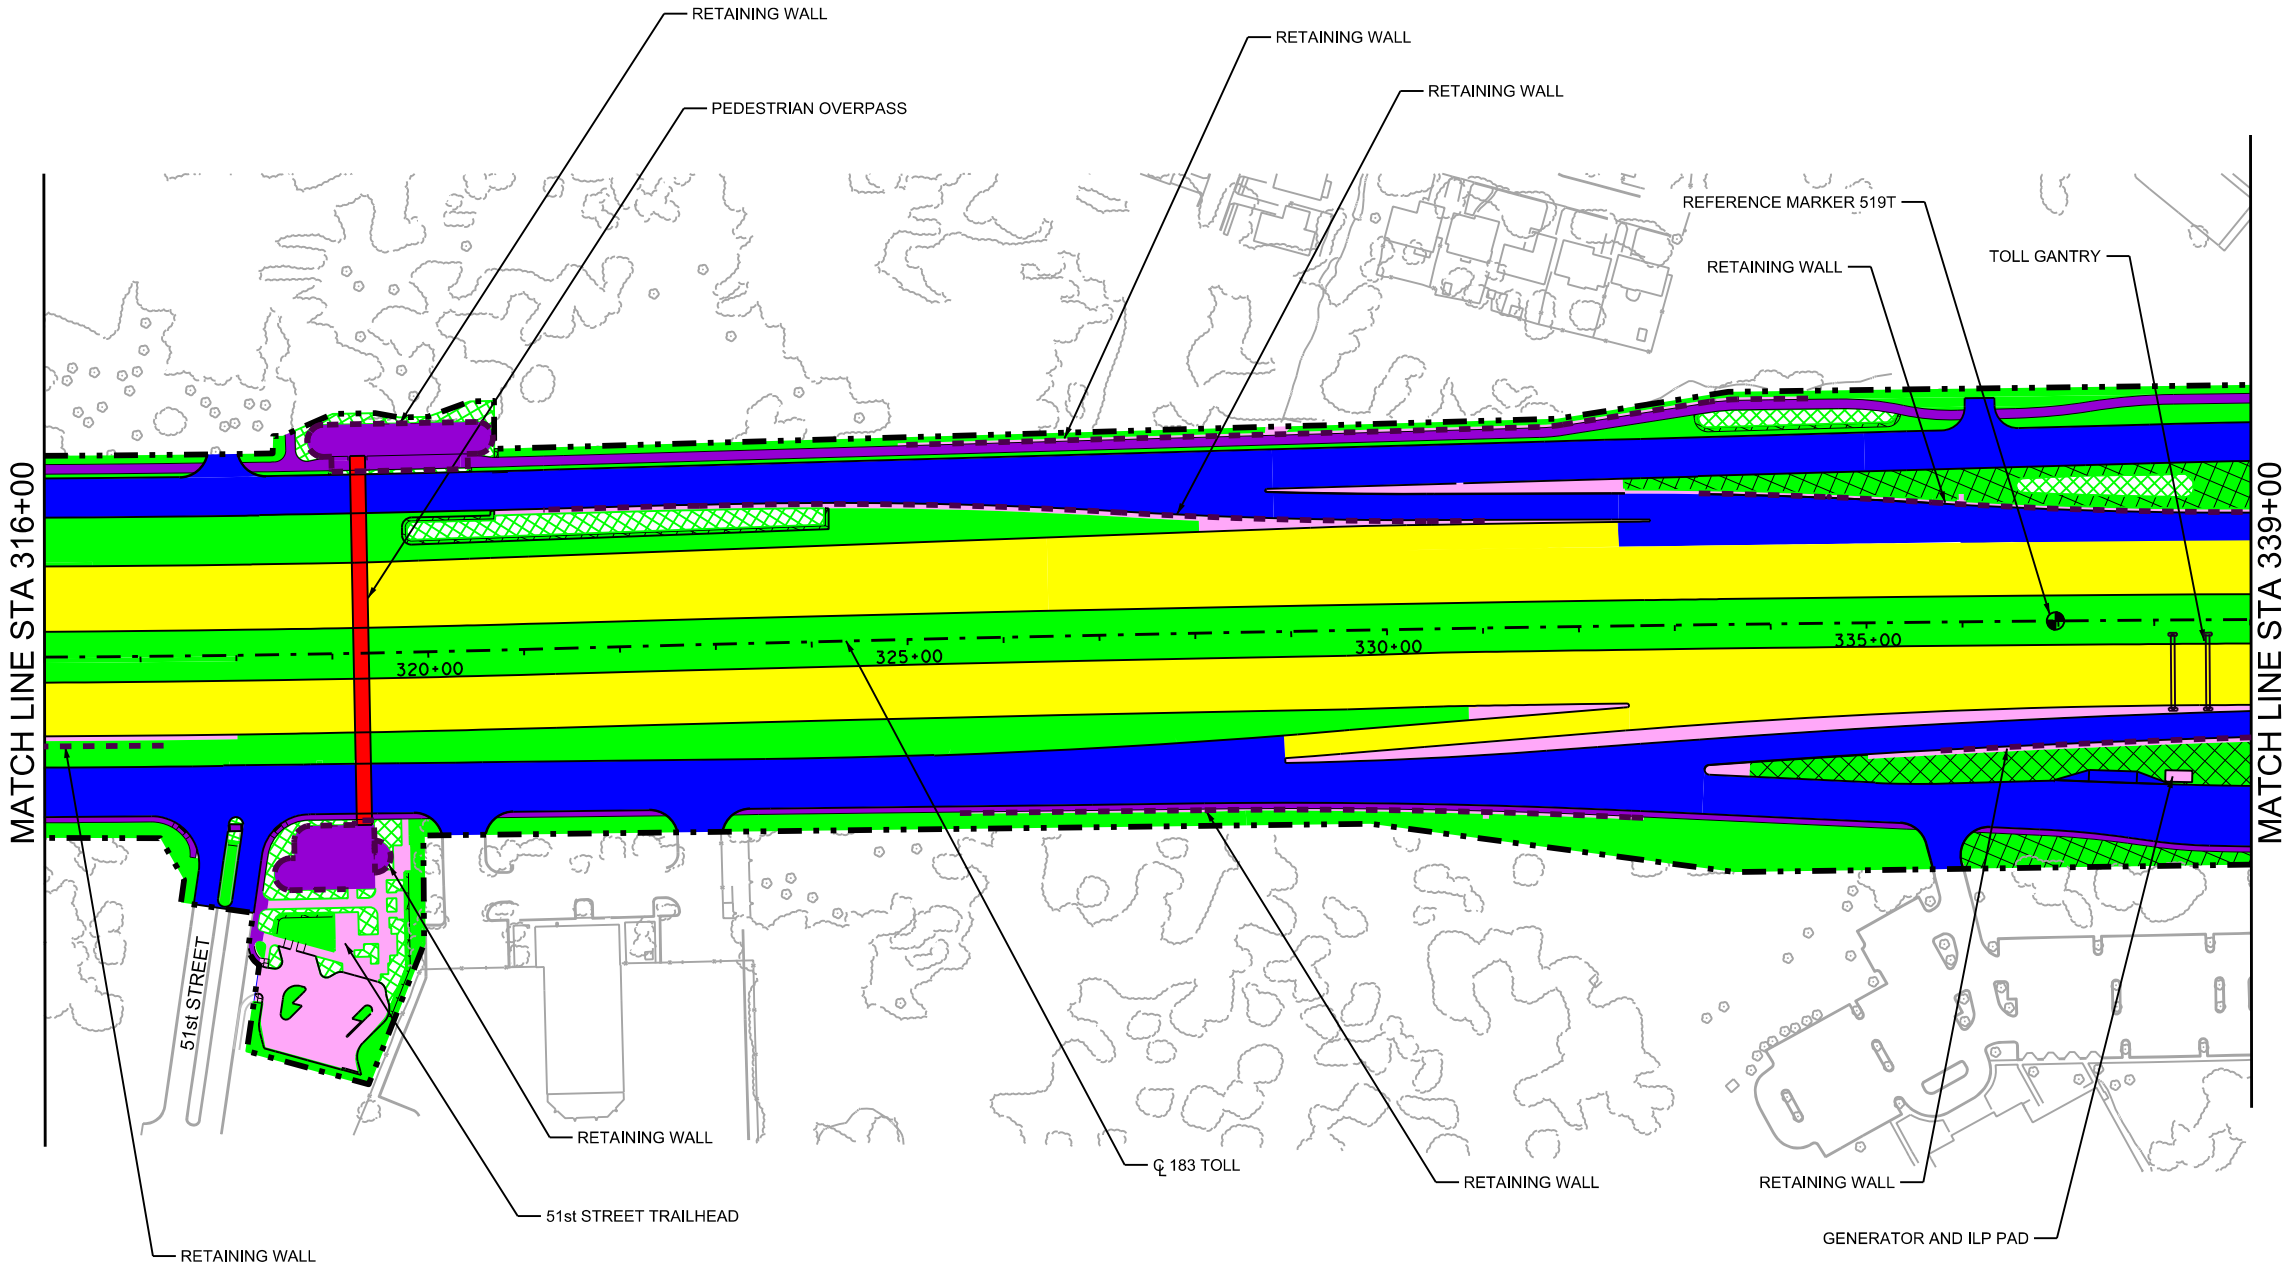 RETAINING WALL
RETAINING WALL
RETAINING WALL
PEDESTRIAN OVERPASS
REFERENCE MARKER 519T
TOLL GANTRY
RETAINING WALL
MATCH LINE STA 316+00
MATCH LINE STA 339+00
320+00
325+00
330+00
335+00
51st STREET
RETAINING WALL
℄ 183 TOLL
RETAINING WALL
RETAINING WALL
51st STREET TRAILHEAD
GENERATOR AND ILP PAD
RETAINING WALL